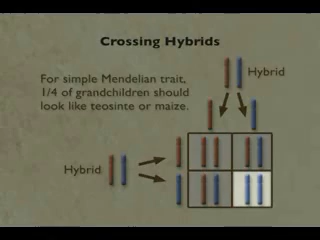 Crossing Hybrids
For simple Mendelian trait,
1/4 of grandchildren should
look like teosinte or maize.
Hybrid
Hybrid